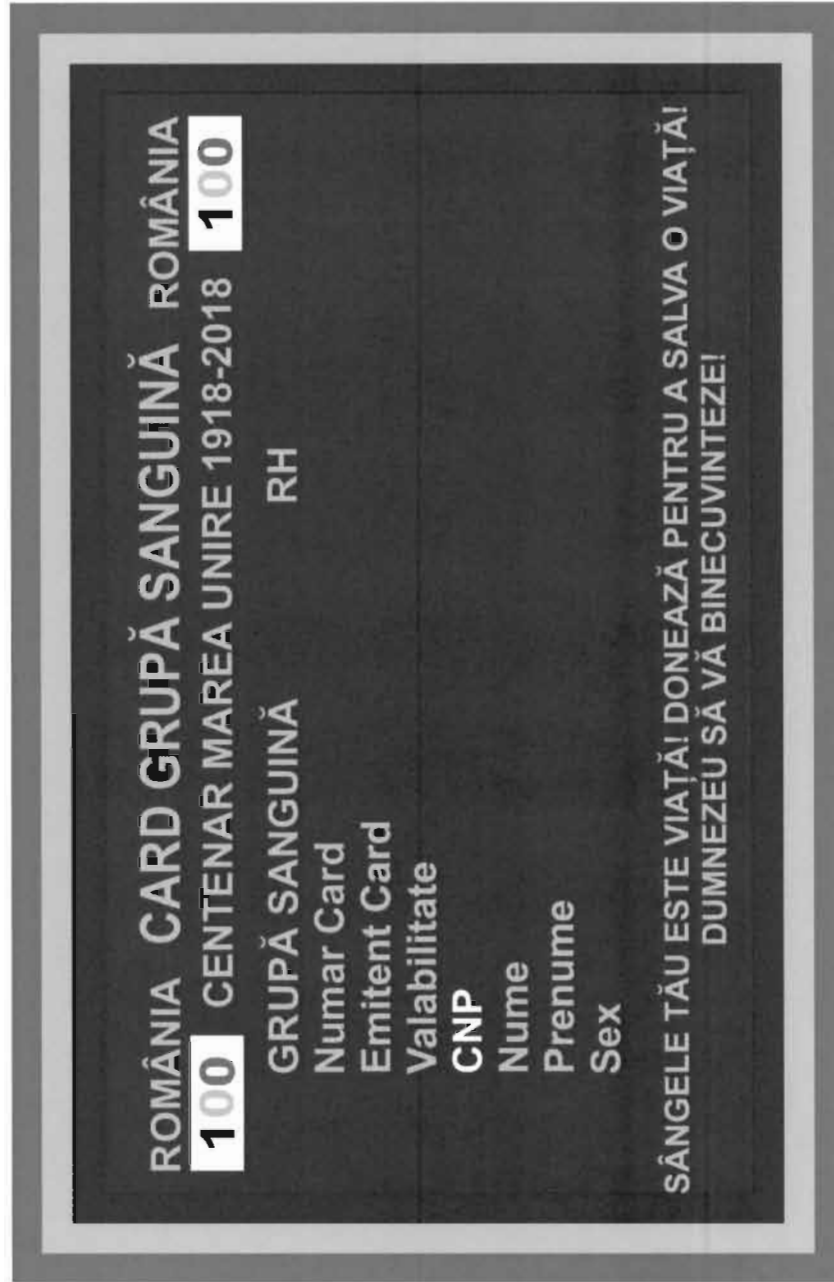 ROMÂNIA CARD GRUPĂ SANGUINĂ ROMÂNIA
100 CENTENAR MAREA UNIRE 1918-2018 100
GRUPĂ SANGUINĂ RH
Numar Card
Emitent Card
Valabilitate
CNP
Nume
Prenume
Sex
SÂNGELE TĂU ESTE VIAȚĂ! DONEAZĂ PENTRU A SALVA O VIAȚĂ!
DUMNEZEU SĂ VĂ BINECUVINTEZE!